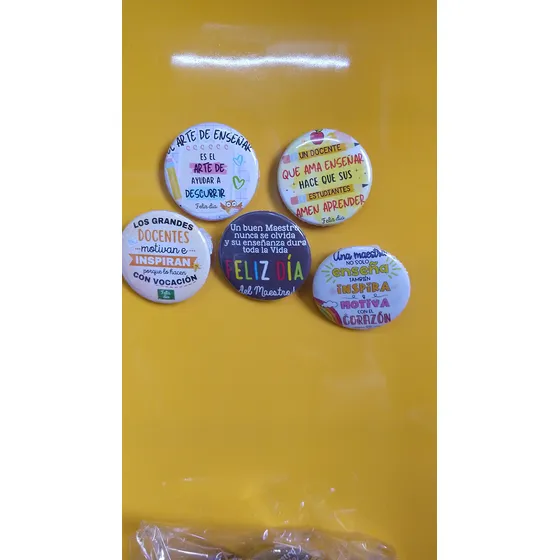 EL ARTE DE ENSEÑAR
ES EL
ARTE DE
AYUDAR A
DESCUBRIR
Feliz día
UN DOCENTE
QUE AMA ENSEÑAR
HACE QUE SUS
ESTUDIANTES
AMEN APRENDER
Feliz día
LOS GRANDES
DOCENTES
motivan e
INSPIRAN
porque lo hacen
CON VOCACIÓN
Un buen Maestro
nunca se olvida
y su enseñanza dura
toda la Vida
FELIZ DÍA
del Maestro!
Una maestra
NO SOLO
enseña
TAMBIÉN
INSPIRA
Y
MOTIVA
CON EL
CORAZÓN